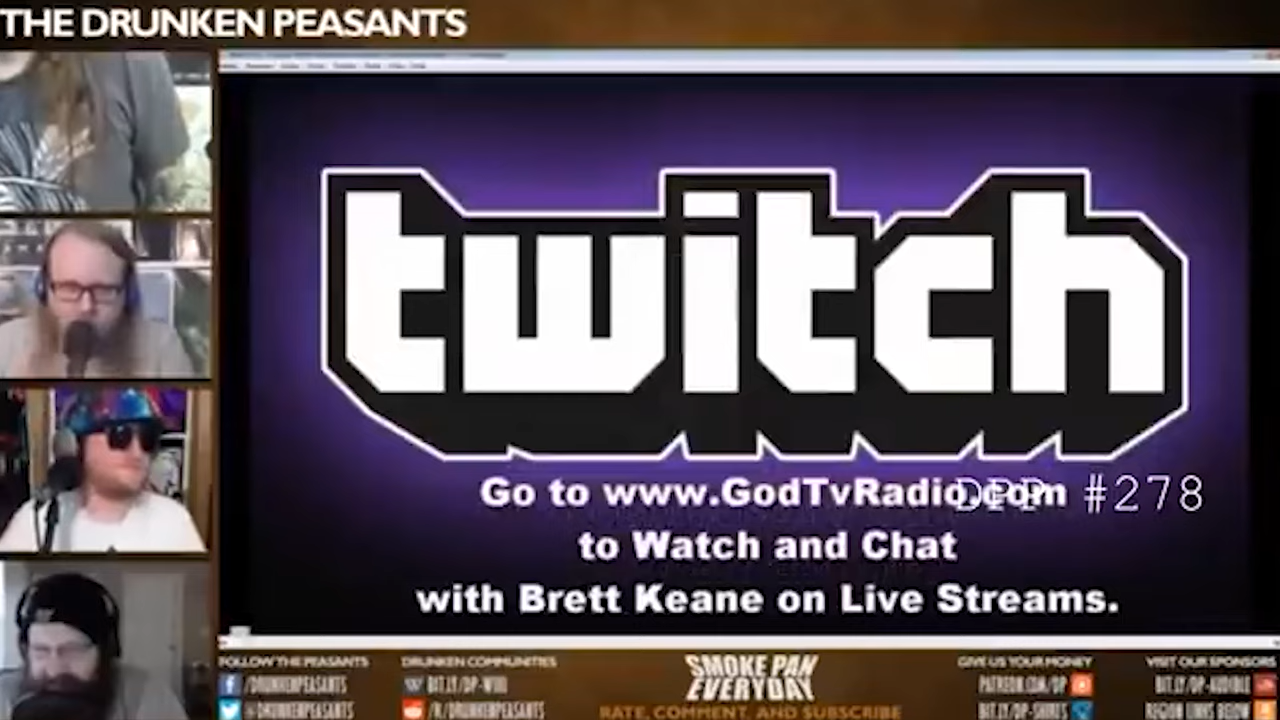 THE DRUNKEN PEASANTS
twitch
Go to www.GodTvRadio.com
DPP #278
to Watch and Chat
with Brett Keane on Live Streams.
FOLLOW THE PEASANTS
/DRUNKENPEASANTS
@DRUNKENPEASANTS
DRUNKEN COMMUNITIES
BIT.LY/DP-WIKI
/R/DRUNKENPEASANTS
SMOKE PAN
EVERYDAY
RATE, COMMENT, AND SUBSCRIBE
GIVE US YOUR MONEY
PATREON.COM/DP
BIT.LY/DP-SHIRTS
VISIT OUR SPONSORS
BIT.LY/DP-AUDIBLE
REGION LINKS BELOW